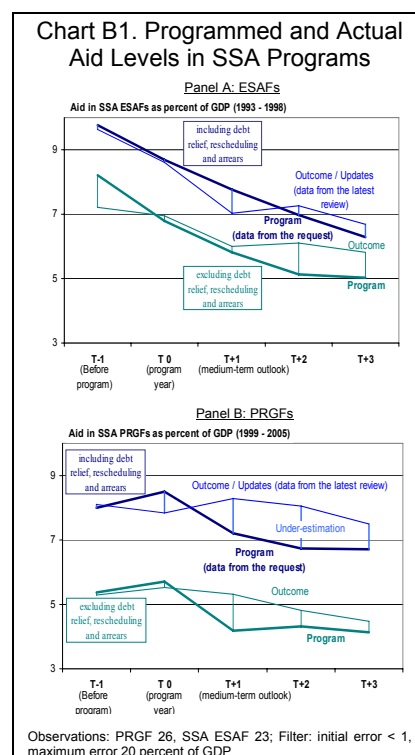 Chart B1. Programmed and Actual
Aid Levels in SSA Programs
Panel A: ESAFs
Aid in SSA ESAFs as percent of GDP (1993 - 1998)
including debt
relief, rescheduling
and arrears
9
Outcome / Updates
(data from the latest
review)
7
Program
(data from the request)
Outcome
excluding debt
relief, rescheduling
and arrears
Program
5
3
T-1 T 0 T+1 T+2 T+3
(Before (program (medium-term outlook)
program) year)
Panel B: PRGFs
Aid in SSA PRGFs as percent of GDP (1999 - 2005)
including debt
relief, rescheduling
and arrears
9
Outcome / Updates (data from the latest review)
Under-estimation
7
Program
(data from the request)
Outcome
5
excluding debt
relief, rescheduling
and arrears
Program
3
T-1 T 0 T+1 T+2 T+3
(Before (program (medium-term outlook)
program) year)
Observations: PRGF 26, SSA ESAF 23; Filter: initial error < 1,
maximum error 20 percent of GDP